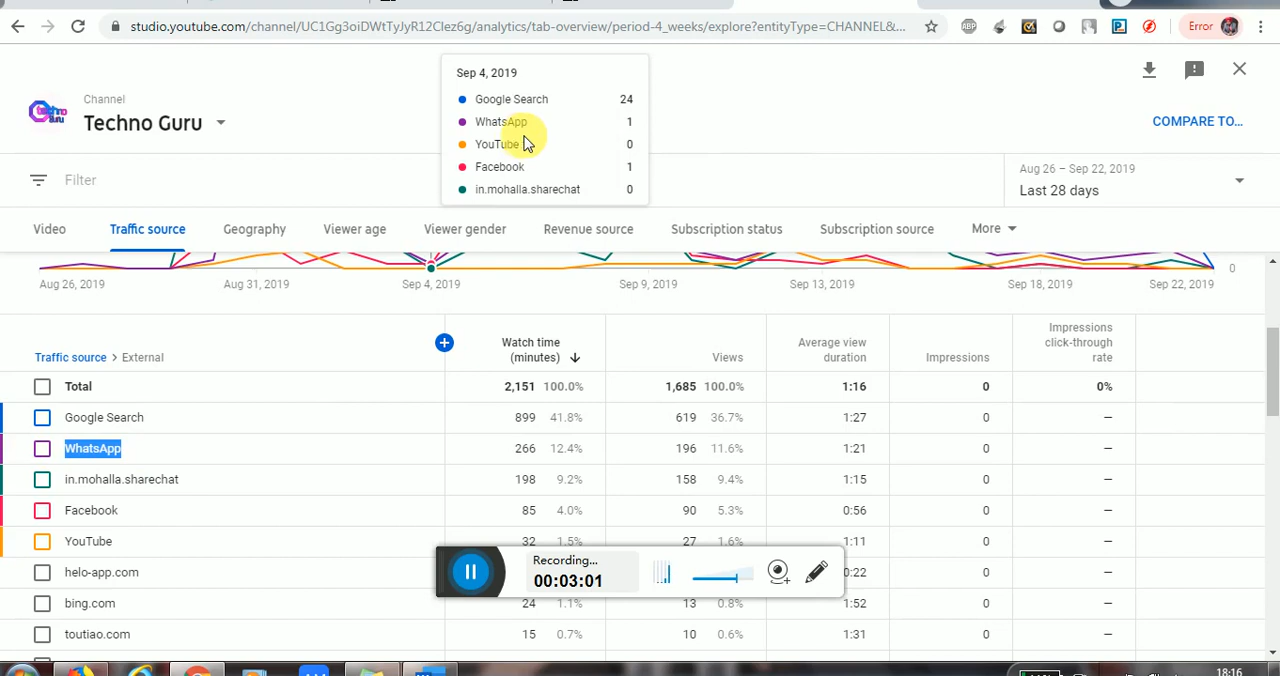 studio.youtube.com/analytics/tab-overview/period-4_weeks/explore?entityType=CHANNEL&...
ABP
Error
Sep 4, 2019
Google Search 24
WhatsApp 1
YouTube 0
Facebook 1
in.mohalla.sharechat 0
Channel
Techno Guru
COMPARE TO...
Filter
Aug 26 – Sep 22, 2019
Last 28 days
Video Traffic source Geography Viewer age Viewer gender Revenue source Subscription status Subscription source More
0
Aug 26, 2019 Aug 31, 2019 Sep 4, 2019 Sep 9, 2019 Sep 13, 2019 Sep 18, 2019 Sep 22, 2019
Traffic source > External
Watch time
(minutes)
Views
Average view
duration
Impressions
Impressions
click-through
rate
Total 2,151 100.0% 1,685 100.0% 1:16 0 0%
Google Search 899 41.8% 619 36.7% 1:27 0 —
WhatsApp 266 12.4% 196 11.6% 1:21 0 —
in.mohalla.sharechat 198 9.2% 158 9.4% 1:15 0 —
Facebook 85 4.0% 90 5.3% 0:56 0 —
YouTube 32 1.5% 27 1.6% 1:11 0 —
helo-app.com 0:22 0 —
bing.com 24 1.1% 13 0.8% 1:52 0 —
toutiao.com 15 0.7% 10 0.6% 1:31 0 —
Recording...
00:03:01
18:16